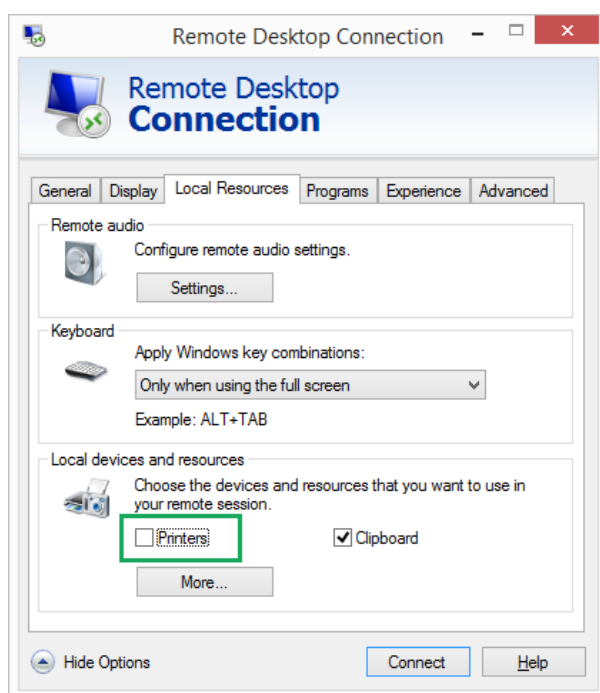 Remote Desktop Connection
Remote Desktop
Connection
General Display Local Resources Programs Experience Advanced
Remote audio
Configure remote audio settings.
Settings...
Keyboard
Apply Windows key combinations:
Only when using the full screen
Example: ALT+TAB
Local devices and resources
Choose the devices and resources that you want to use in
your remote session.
Printers Clipboard
More...
Hide Options Connect Help